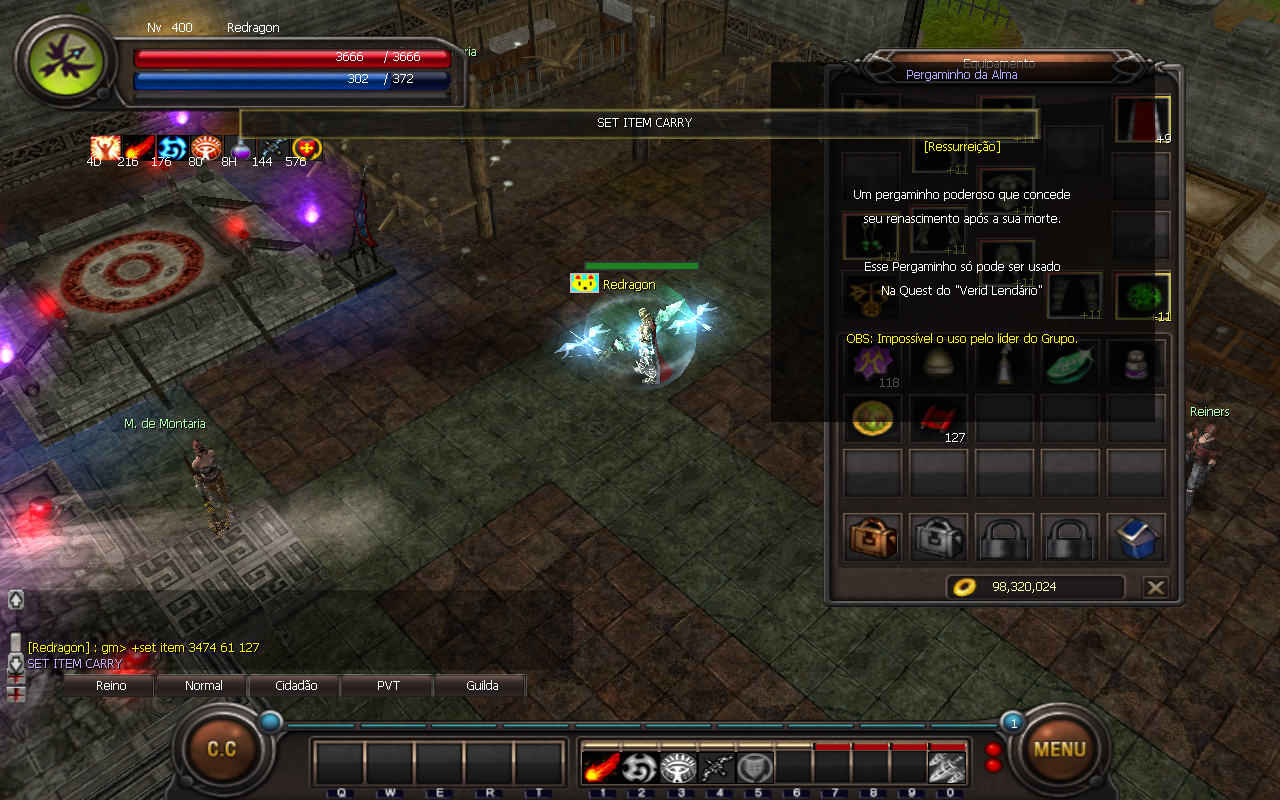 Nv 400 Redragon
3666 / 3666
302 / 372
ria
Equipamento
Pergaminho da Alma
SET ITEM CARRY
+11
+9
[Ressurreição]
4D 216 176 80 8H 144 576
+11
Um pergaminho poderoso que concede
+11
seu renascimento após a sua morte.
+11 +11
Esse Pergaminho só pode ser usado
Redragon
+11
Na Quest do "Verid Lendário"
+11 +11
OBS: Impossível o uso pelo líder do Grupo.
118
Reiners
M. de Montaria
127
98,320,024
[Redragon] : gm> +set item 3474 61 127
SET ITEM CARRY
Reino Normal Cidadão PVT Guilda
1
C.C MENU
Q W E R T 1 2 3 4 5 6 7 8 9 0